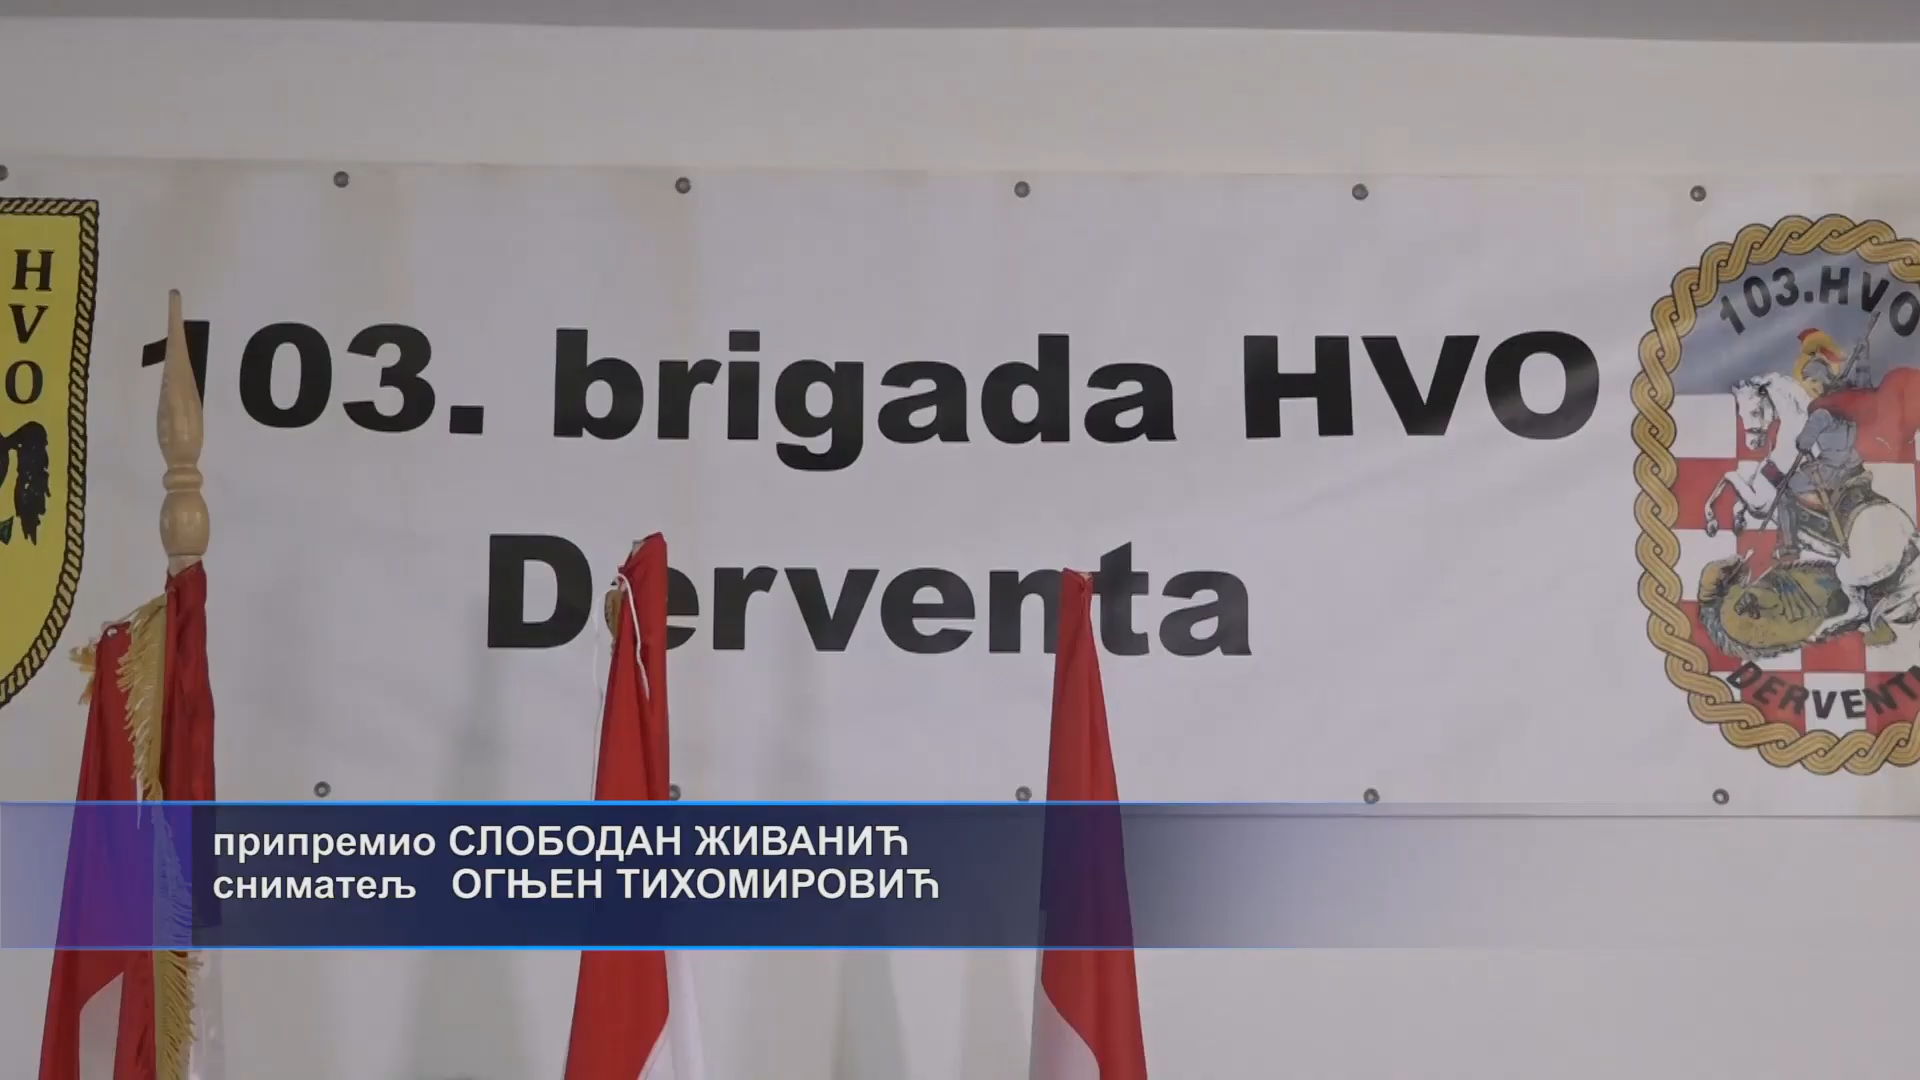 HVO
103. brigada HVO
Derventa
103.HVO
припремио СЛОБОДАН ЖИВАНИЋ
сниматељ ОГЊЕН ТИХОМИРОВИЋ